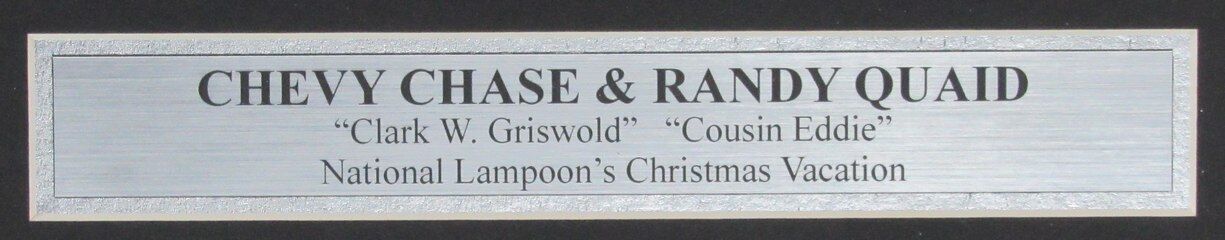 CHEVY CHASE & RANDY QUAID
“Clark W. Griswold” “Cousin Eddie”
National Lampoon’s Christmas Vacation